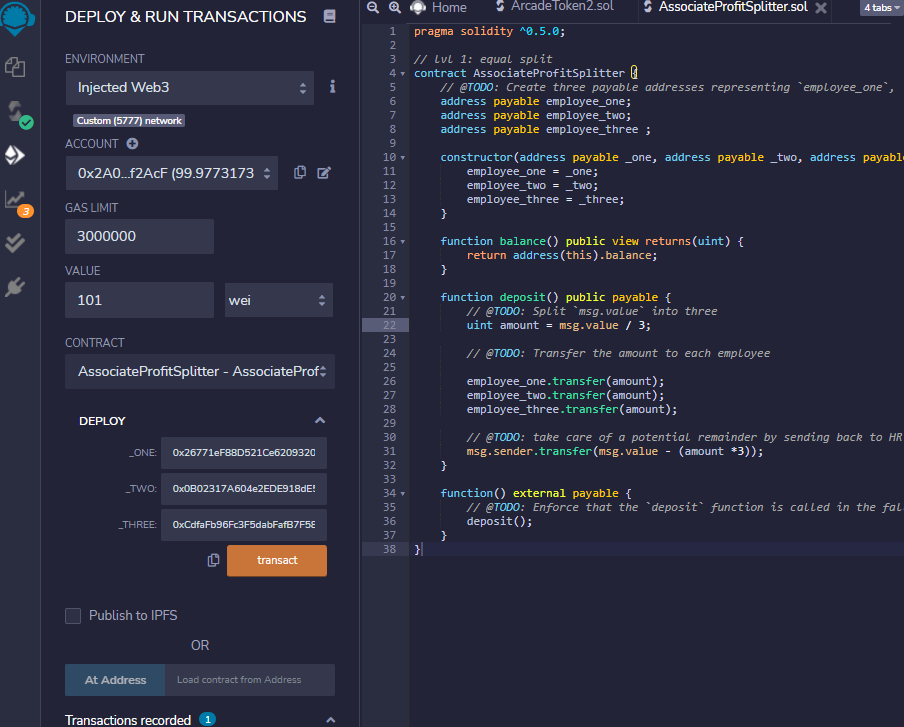 DEPLOY & RUN TRANSACTIONS
ENVIRONMENT
Injected Web3
Custom (5777) network
ACCOUNT
0x2A0...f2AcF (99.9773173
GAS LIMIT
3000000
VALUE
101
wei
CONTRACT
AssociateProfitSplitter - AssociateProf
DEPLOY
_ONE: 0x26771eF88D521Ce6209320
_TWO: 0x0B02317A604e2EDE918dE5
_THREE: 0xCdfaFb96Fc3F5dabFafB7F5E
transact
Publish to IPFS
OR
At Address
Load contract from Address
Transactions recorded 1
3
Home
ArcadeToken2.sol
AssociateProfitSplitter.sol
4 tabs
1 pragma solidity ^0.5.0;
2
3 // lvl 1: equal split
4 contract AssociateProfitSplitter {
5 // @TODO: Create three payable addresses representing `employee_one`,
6 address payable employee_one;
7 address payable employee_two;
8 address payable employee_three ;
9
10 constructor(address payable _one, address payable _two, address payabl
11 employee_one = _one;
12 employee_two = _two;
13 employee_three = _three;
14 }
15
16 function balance() public view returns(uint) {
17 return address(this).balance;
18 }
19
20 function deposit() public payable {
21 // @TODO: Split `msg.value` into three
22 uint amount = msg.value / 3;
23
24 // @TODO: Transfer the amount to each employee
25
26 employee_one.transfer(amount);
27 employee_two.transfer(amount);
28 employee_three.transfer(amount);
29
30 // @TODO: take care of a potential remainder by sending back to HR
31 msg.sender.transfer(msg.value - (amount *3));
32 }
33
34 function() external payable {
35 // @TODO: Enforce that the `deposit` function is called in the fal
36 deposit();
37 }
38 }